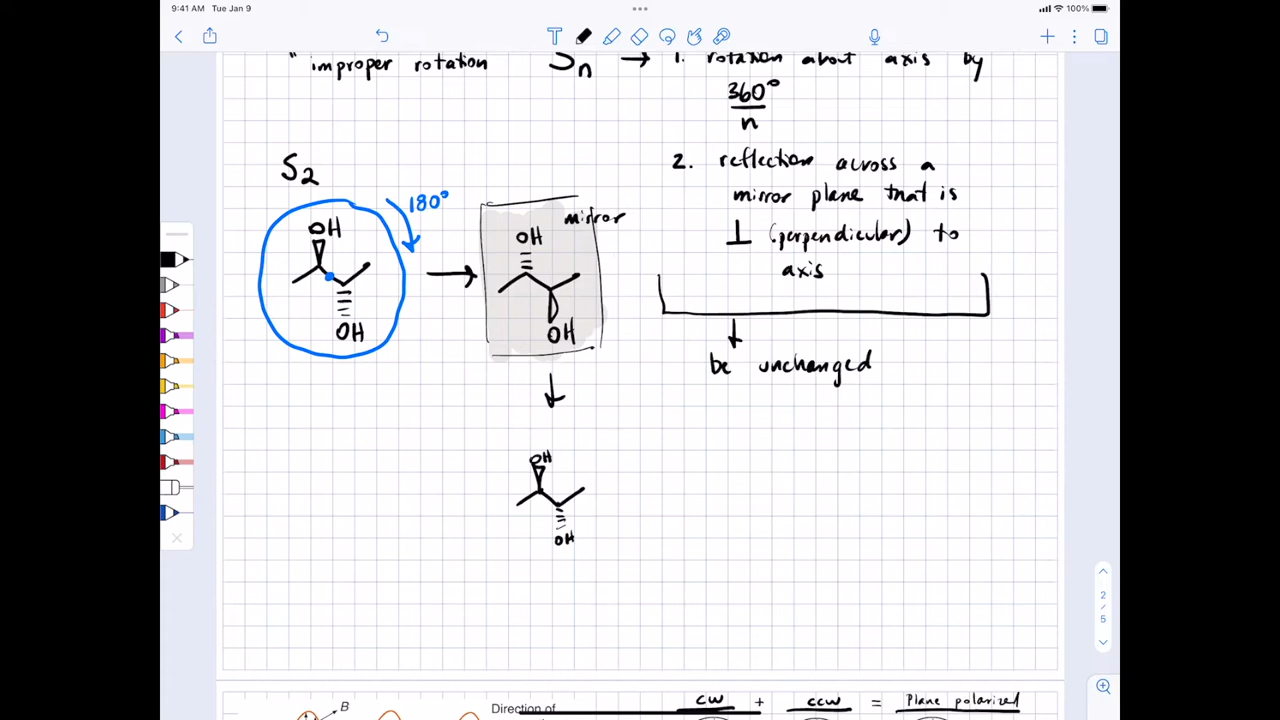 9:41 AM Tue Jan 9
100%
" improper rotation Sn → 1. rotation about axis by
360°
n
2. reflection across a
mirror plane that is
⊥ (perpendicular) to
axis
be unchanged
S2
180°
OH
OH
mirror
OH
OH
OH
OH
2
/
5
B
Direction of
CW + CCW = Plane polarized